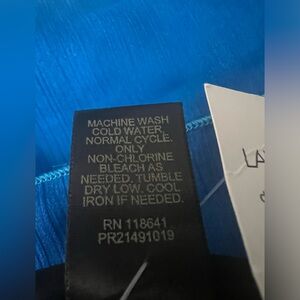 MACHINE WASH
COLD WATER,
NORMAL CYCLE.
ONLY
NON-CHLORINE
BLEACH AS
NEEDED, TUMBLE
DRY LOW. COOL
IRON IF NEEDED.
RN 118641
PR21491019